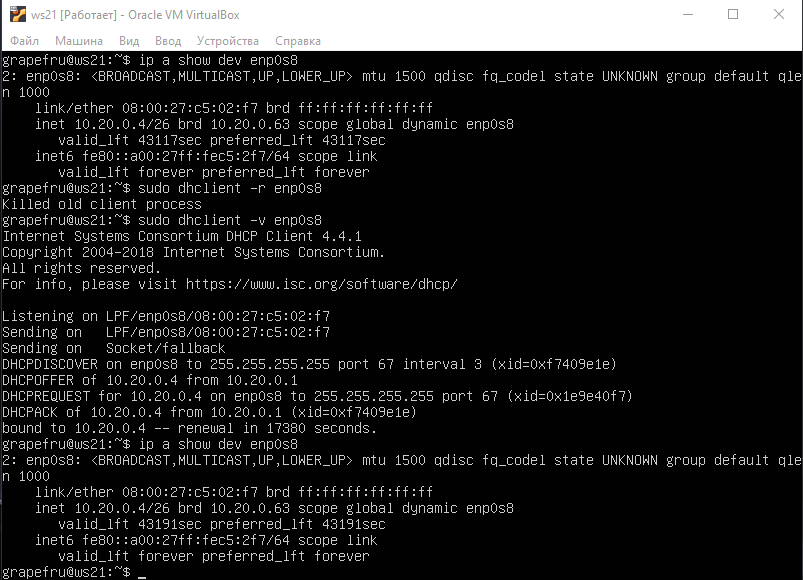 ws21 [Работает] - Oracle VM VirtualBox
Файл Машина Вид Ввод Устройства Справка
grapefru@ws21:~$ ip a show dev enp0s8
2: enp0s8: <BROADCAST,MULTICAST,UP,LOWER_UP> mtu 1500 qdisc fq_codel state UNKNOWN group default qle
n 1000
    link/ether 08:00:27:c5:02:f7 brd ff:ff:ff:ff:ff:ff
    inet 10.20.0.4/26 brd 10.20.0.63 scope global dynamic enp0s8
       valid_lft 43117sec preferred_lft 43117sec
    inet6 fe80::a00:27ff:fec5:2f7/64 scope link
       valid_lft forever preferred_lft forever
grapefru@ws21:~$ sudo dhclient -r enp0s8
Killed old client process
grapefru@ws21:~$ sudo dhclient -v enp0s8
Internet Systems Consortium DHCP Client 4.4.1
Copyright 2004-2018 Internet Systems Consortium.
All rights reserved.
For info, please visit https://www.isc.org/software/dhcp/

Listening on LPF/enp0s8/08:00:27:c5:02:f7
Sending on   LPF/enp0s8/08:00:27:c5:02:f7
Sending on   Socket/fallback
DHCPDISCOVER on enp0s8 to 255.255.255.255 port 67 interval 3 (xid=0xf7409e1e)
DHCPOFFER of 10.20.0.4 from 10.20.0.1
DHCPREQUEST for 10.20.0.4 on enp0s8 to 255.255.255.255 port 67 (xid=0x1e9e40f7)
DHCPACK of 10.20.0.4 from 10.20.0.1 (xid=0xf7409e1e)
bound to 10.20.0.4 -- renewal in 17380 seconds.
grapefru@ws21:~$ ip a show dev enp0s8
2: enp0s8: <BROADCAST,MULTICAST,UP,LOWER_UP> mtu 1500 qdisc fq_codel state UNKNOWN group default qle
n 1000
    link/ether 08:00:27:c5:02:f7 brd ff:ff:ff:ff:ff:ff
    inet 10.20.0.4/26 brd 10.20.0.63 scope global dynamic enp0s8
       valid_lft 43191sec preferred_lft 43191sec
    inet6 fe80::a00:27ff:fec5:2f7/64 scope link
       valid_lft forever preferred_lft forever
grapefru@ws21:~$ _